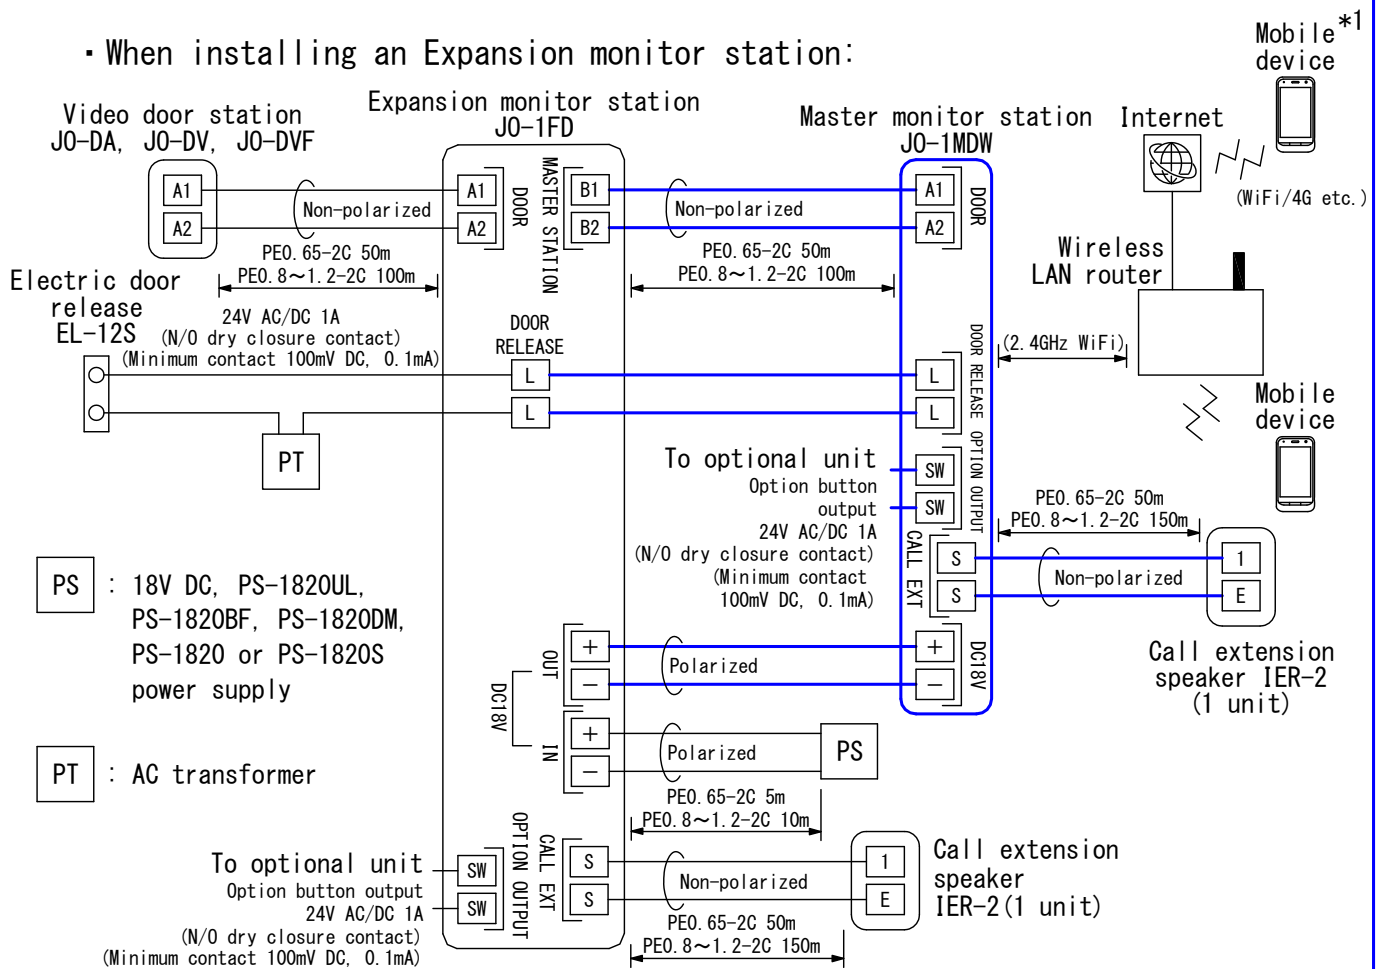 ・When installing an Expansion monitor station:
Mobile*1
device
Video door station
JO-DA, JO-DV, JO-DVF
Expansion monitor station
JO-1FD
Master monitor station
JO-1MDW
Internet
(WiFi/4G etc.)
A1
A2
Non-polarized
PE0.65-2C 50m
PE0.8～1.2-2C 100m
A1
A2
DOOR
MASTER STATION
B1
B2
Non-polarized
PE0.65-2C 50m
PE0.8～1.2-2C 100m
A1
A2
DOOR
Wireless
LAN router
(2.4GHz WiFi)
Mobile
device
Electric door
release
EL-12S
24V AC/DC 1A
(N/O dry closure contact)
(Minimum contact 100mV DC, 0.1mA)
DOOR
RELEASE
L
L
L
L
DOOR RELEASE
PT
To optional unit
Option button
output
24V AC/DC 1A
(N/O dry closure contact)
(Minimum contact
100mV DC, 0.1mA)
SW
SW
OPTION OUTPUT
CALL EXT
S
S
PE0.65-2C 50m
PE0.8～1.2-2C 150m
Non-polarized
1
E
Call extension
speaker IER-2
(1 unit)
PS : 18V DC, PS-1820UL,
PS-1820BF, PS-1820DM,
PS-1820 or PS-1820S
power supply
PT : AC transformer
DC18V
OUT
+
−
Polarized
+
−
DC18V
IN
+
−
Polarized
PS
PE0.65-2C 5m
PE0.8～1.2-2C 10m
To optional unit
Option button output
24V AC/DC 1A
(N/O dry closure contact)
(Minimum contact 100mV DC, 0.1mA)
SW
SW
OPTION OUTPUT
CALL EXT
S
S
Non-polarized
PE0.65-2C 50m
PE0.8～1.2-2C 150m
1
E
Call extension
speaker
IER-2(1 unit)